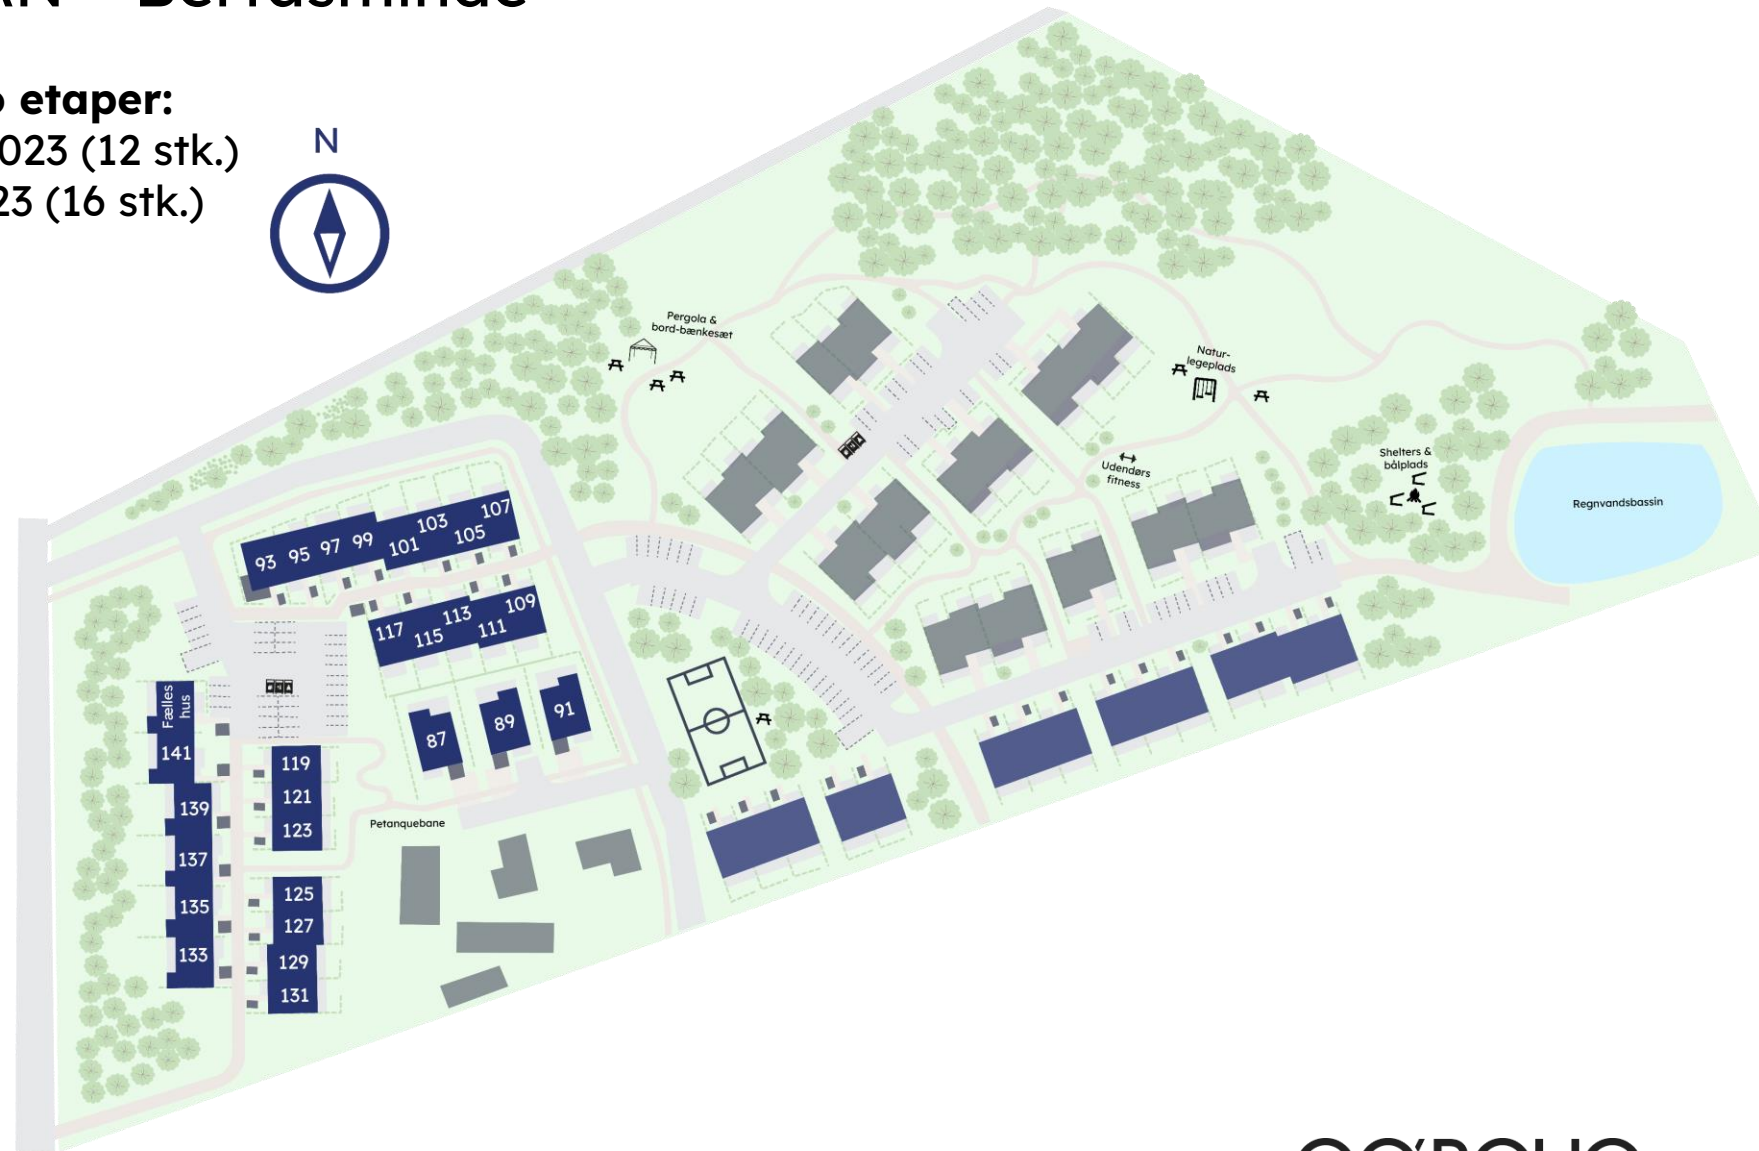 Bertasminde
etaper:
2023 (12 stk.)
23 (16 stk.)
N
Pergola &
bord-bænkesæt
Natur-
legeplads
Udendørs
fitness
Shelters &
bålplads
Regnvandsbassin
93 95 97 99 101 103 105 107
117 115 113 111 109
87 89 91
Fælles
hus
141
139
137
135
133
119
121
123
125
127
129
131
Petanquebane